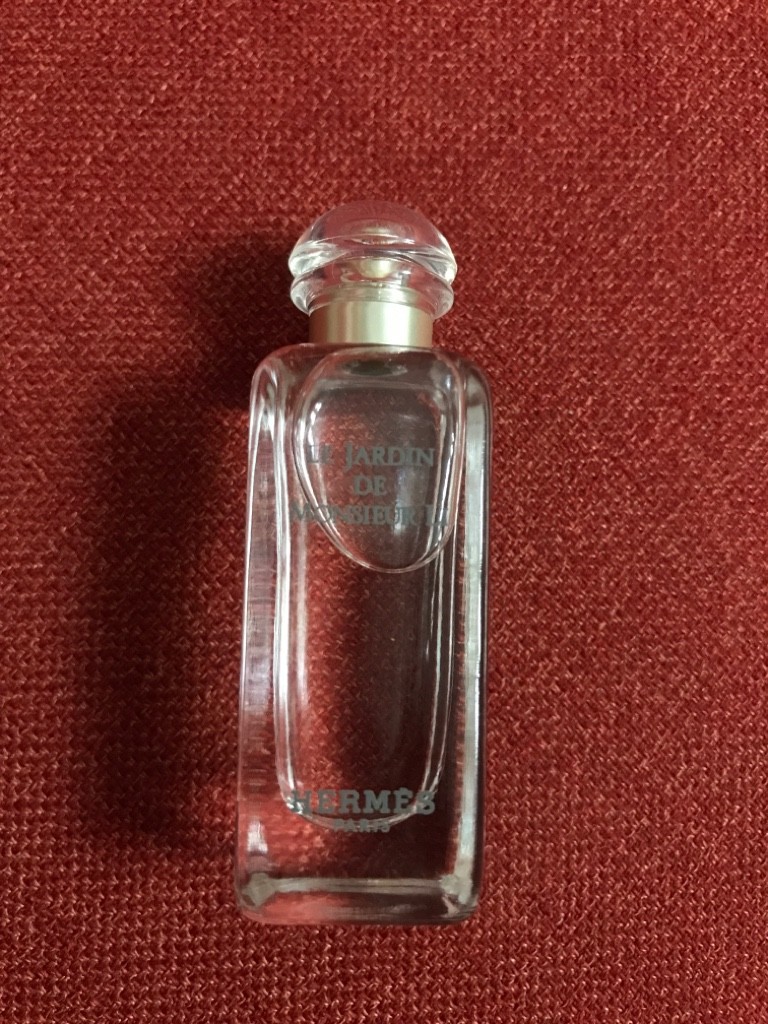 LE JARDIN
DE
MONSIEUR LI
HERMÈS
PARIS